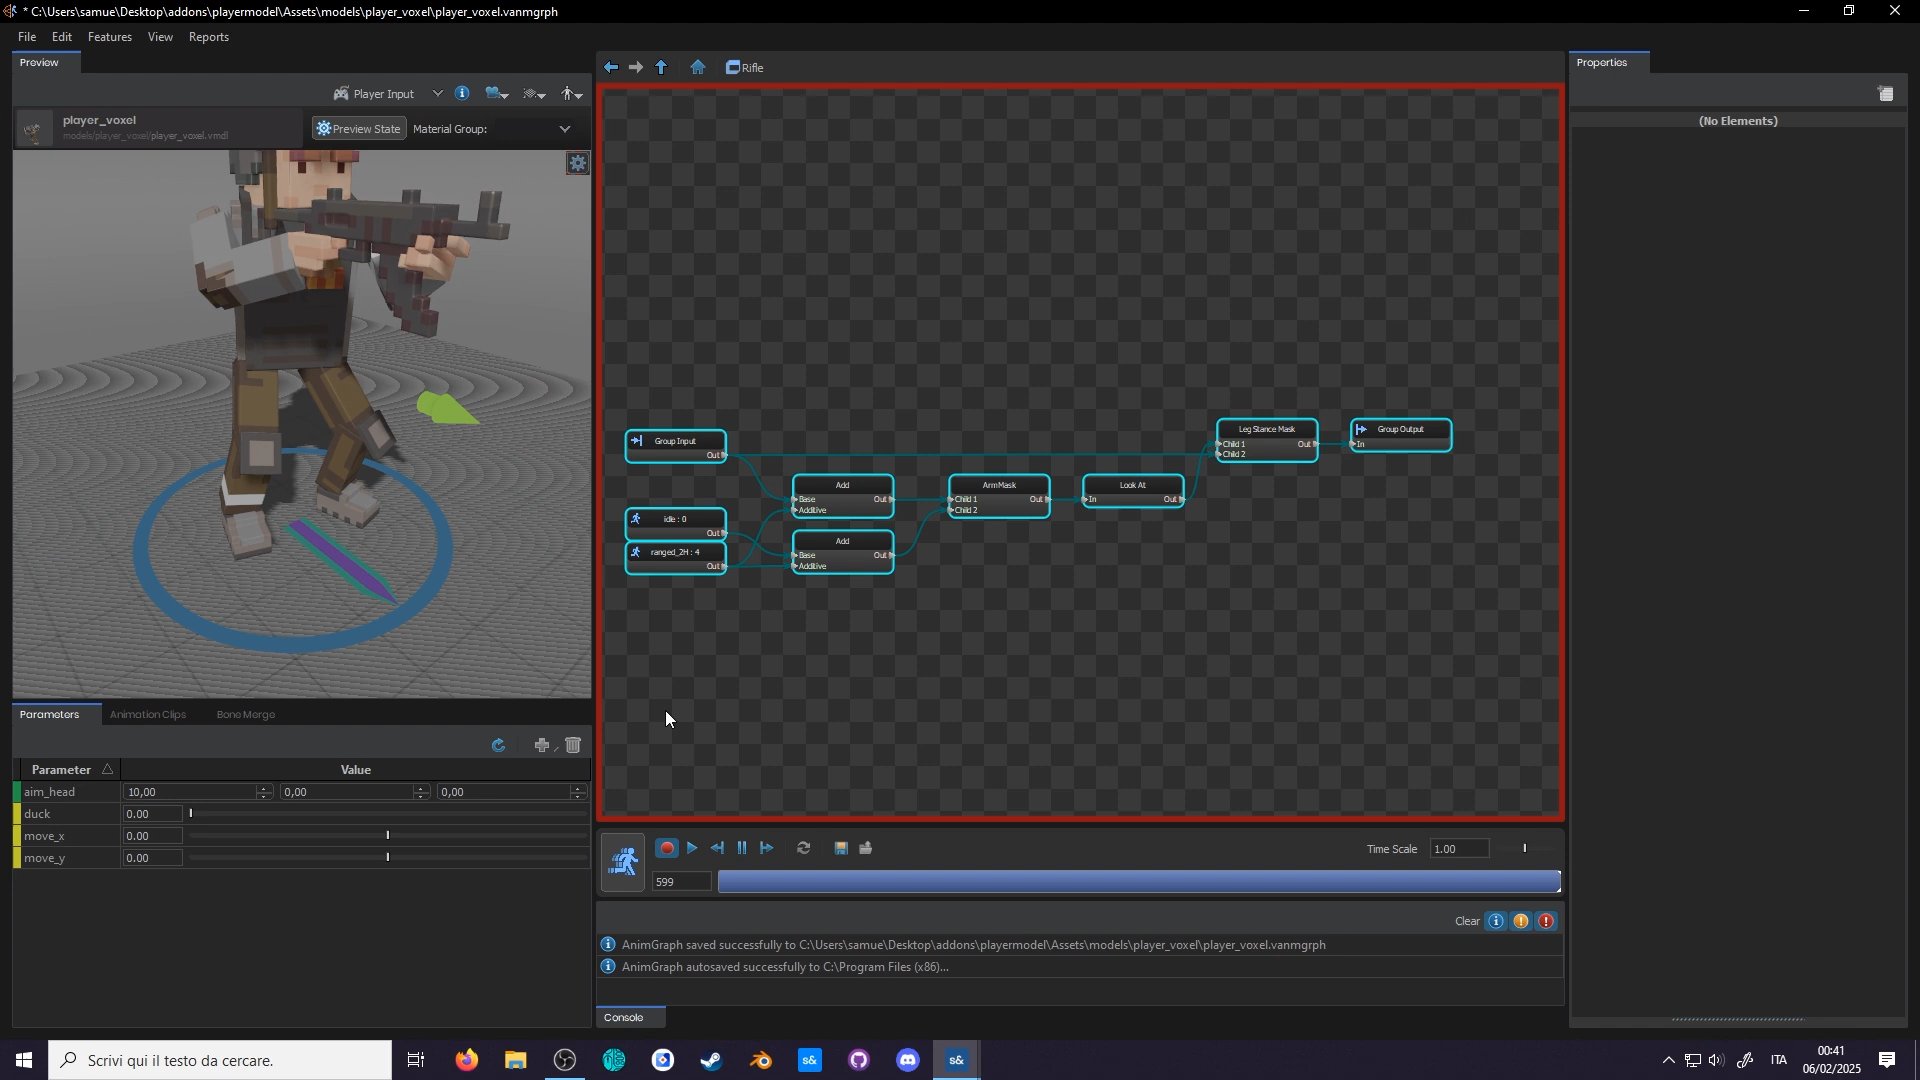 * C:\Users\samue\Desktop\addons\playermodel\Assets\models\player_voxel\player_voxel.vanmgrph
File Edit Features View Reports
Preview
Player Input
player_voxel
models/player_voxel/player_voxel.vmdl
Preview State Material Group:
Rifle
Group Input
Out
idle : 0
Out
ranged_2H : 4
Out
Add
Base Out
Additive
Add
Base Out
Additive
ArmMask
Child 1 Out
Child 2
Look At
In Out
Leg Stance Mask
Child 1 Out
Child 2
Group Output
In
Properties
(No Elements)
Parameters Animation Clips Bone Merge
Parameter Value
aim_head 10,00 0,00 0,00
duck 0.00
move_x 0.00
move_y 0.00
Time Scale 1.00
599
Clear
AnimGraph saved successfully to C:\Users\samue\Desktop\addons\playermodel\Assets\models\player_voxel\player_voxel.vanmgrph
AnimGraph autosaved successfully to C:\Program Files (x86)...
Console
Scrivi qui il testo da cercare.
s&
s&
ITA
00:41
06/02/2025